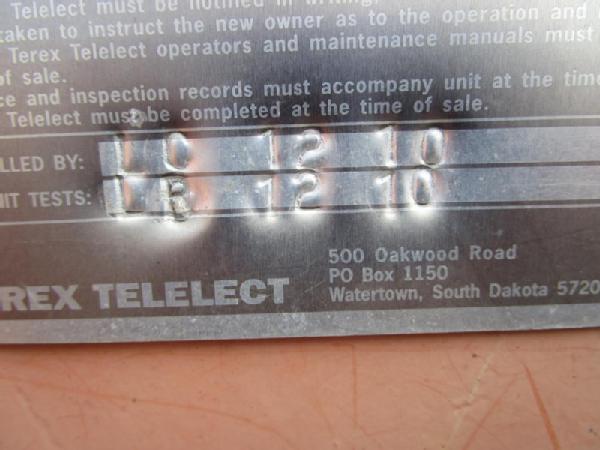 Telelect must be notified in writing.
taken to instruct the new owner as to the operation and
Terex Telelect operators and maintenance manuals must
of sale.
ce and inspection records must accompany unit at the time
Telelect must be completed at the time of sale.
LLED BY: 12 10
NIT TESTS: 12 10
500 Oakwood Road
PO Box 1150
REX TELELECT
Watertown, South Dakota 5720